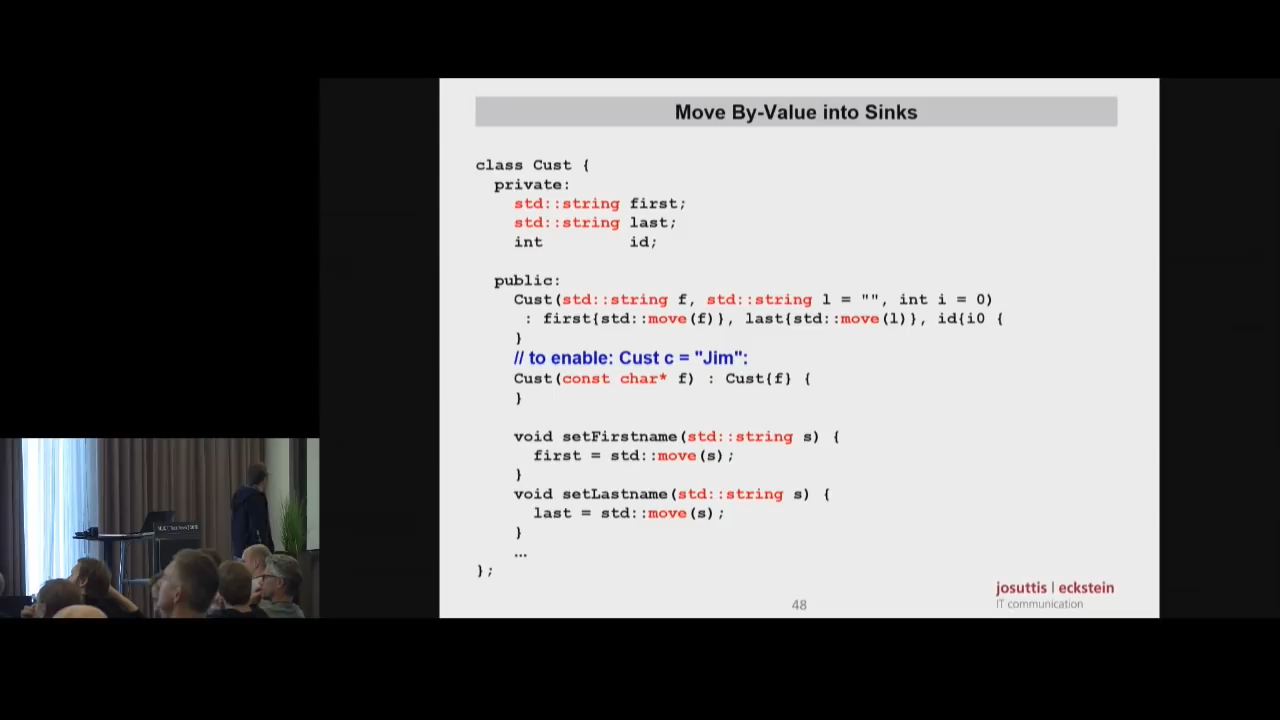 Move By-Value into Sinks
class Cust {
private:
std::string first;
std::string last;
int id;
public:
Cust(std::string f, std::string l = "", int i = 0)
: first{std::move(f)}, last{std::move(l)}, id{i0 {
}
// to enable: Cust c = "Jim":
Cust(const char* f) : Cust{f} {
}
void setFirstname(std::string s) {
first = std::move(s);
}
void setLastname(std::string s) {
last = std::move(s);
}
...
};
josuttis | eckstein
IT communication
48